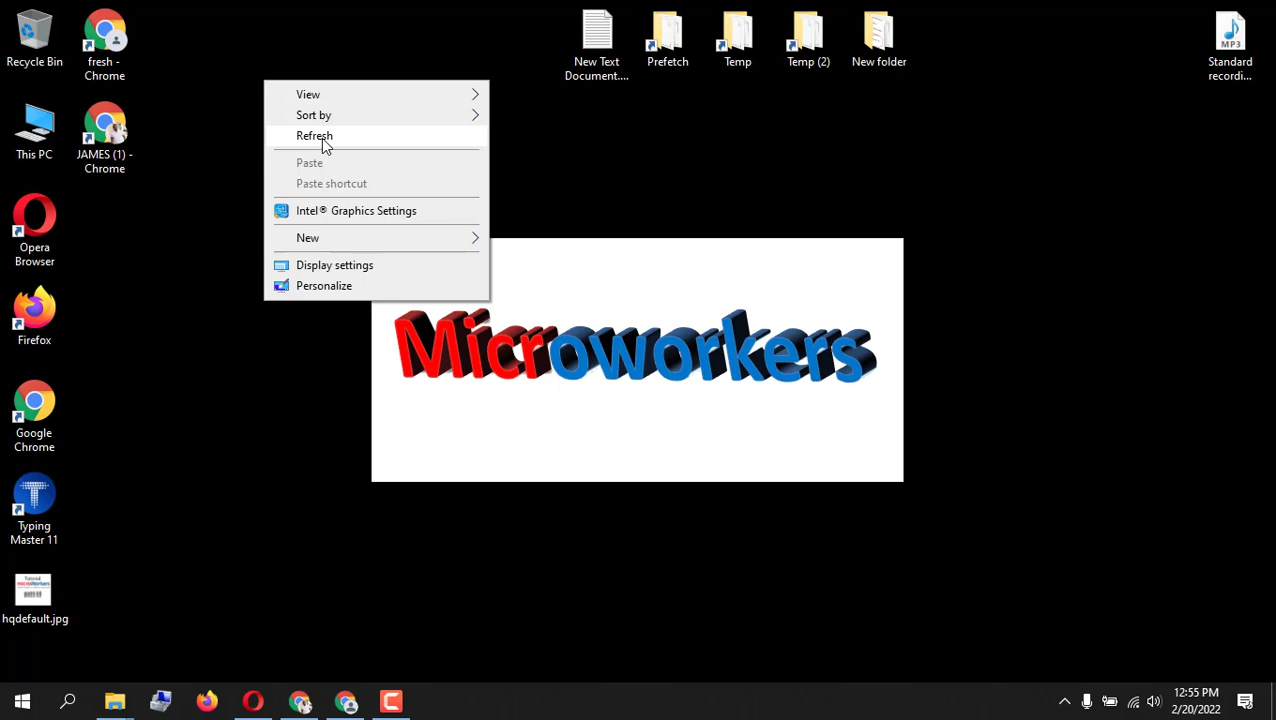 Recycle Bin
fresh -
Chrome
New Text
Document....
Prefetch
Temp
Temp (2)
New folder
MP3
Standard
recordi...
This PC
JAMES (1) -
Chrome
Opera
Browser
Firefox
Google
Chrome
Typing
Master 11
hqdefault.jpg
View
Sort by
Refresh
Paste
Paste shortcut
Intel® Graphics Settings
New
Display settings
Personalize
Microworkers
12:55 PM
2/20/2022